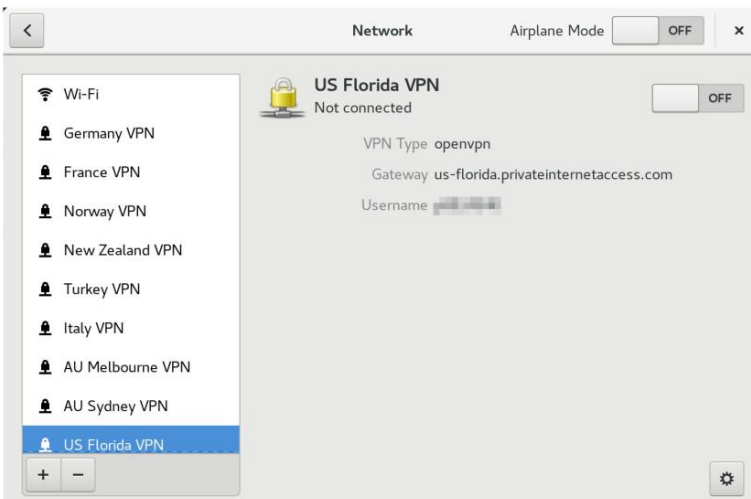 Network
Airplane Mode OFF
Wi-Fi
Germany VPN
France VPN
Norway VPN
New Zealand VPN
Turkey VPN
Italy VPN
AU Melbourne VPN
AU Sydney VPN
US Florida VPN
US Florida VPN
Not connected
OFF
VPN Type openvpn
Gateway us-florida.privateinternetaccess.com
Username